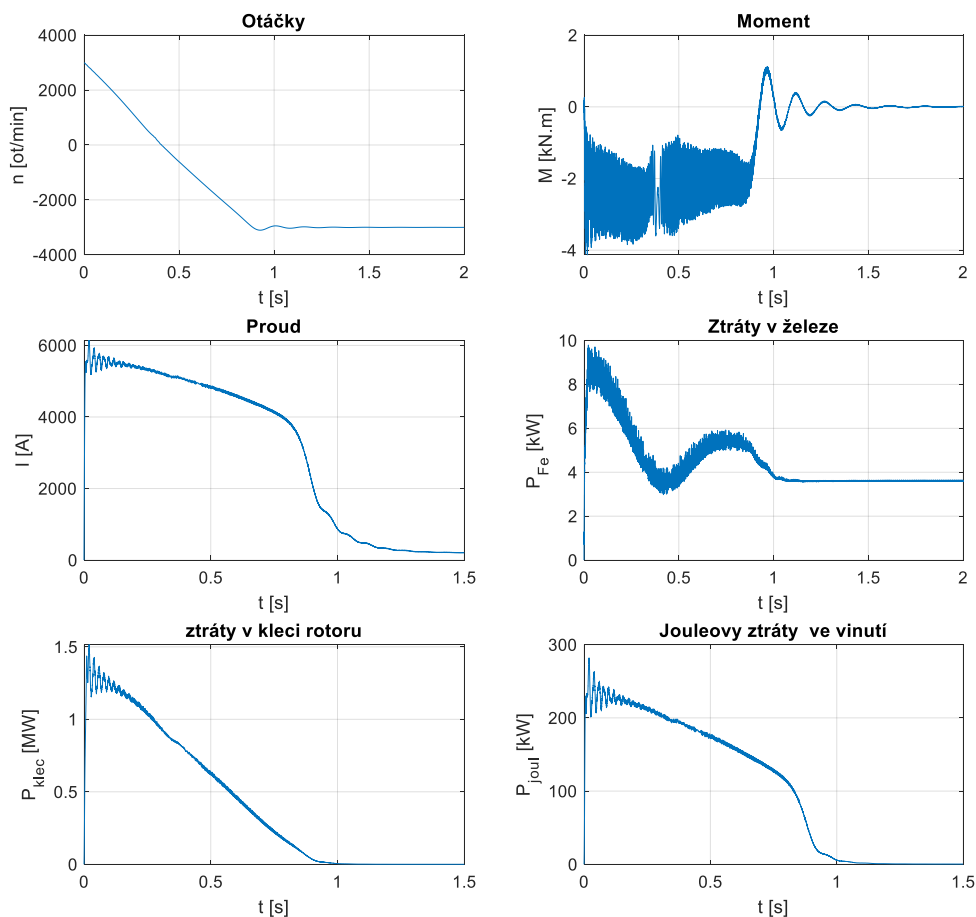 Otáčky
4000
2000
0
-2000
-4000
n [ot/min]
0 0.5 1 1.5 2
t [s]
Moment
2
0
-2
-4
M [kN.m]
0 0.5 1 1.5 2
t [s]
Proud
6000
4000
2000
0
I [A]
0 0.5 1 1.5
t [s]
Ztráty v železe
10
8
6
4
2
0
P_Fe [kW]
0 0.5 1 1.5 2
t [s]
ztráty v kleci rotoru
1.5
1
0.5
0
P_klec [MW]
0 0.5 1 1.5
t [s]
Jouleovy ztráty ve vinutí
300
200
100
0
P_joul [kW]
0 0.5 1 1.5
t [s]